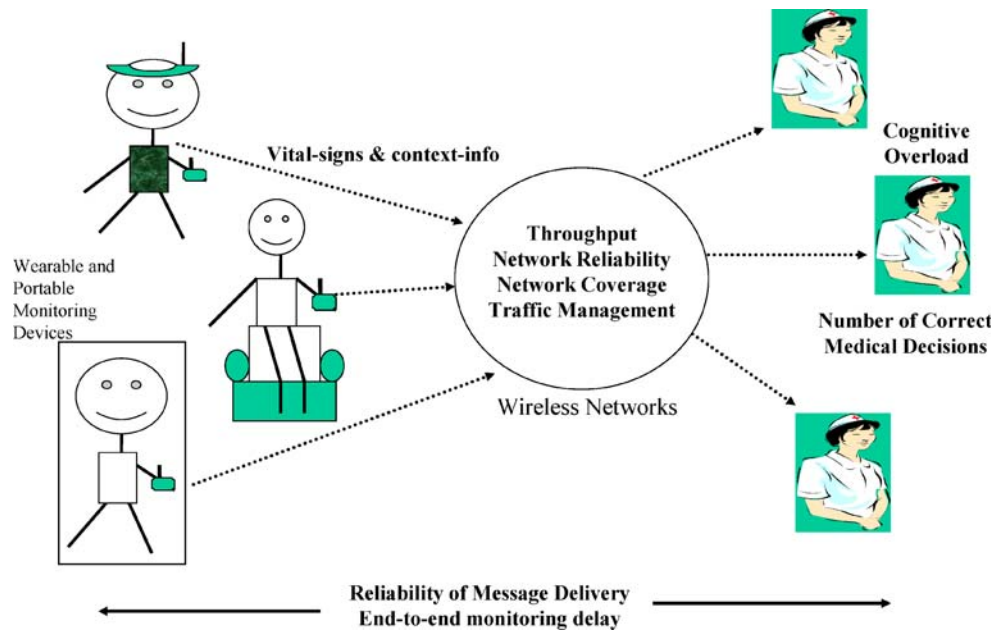 Vital-signs & context-info
Wearable and
Portable
Monitoring
Devices
Throughput
Network Reliability
Network Coverage
Traffic Management
Wireless Networks
Cognitive
Overload
Number of Correct
Medical Decisions
Reliability of Message Delivery
End-to-end monitoring delay